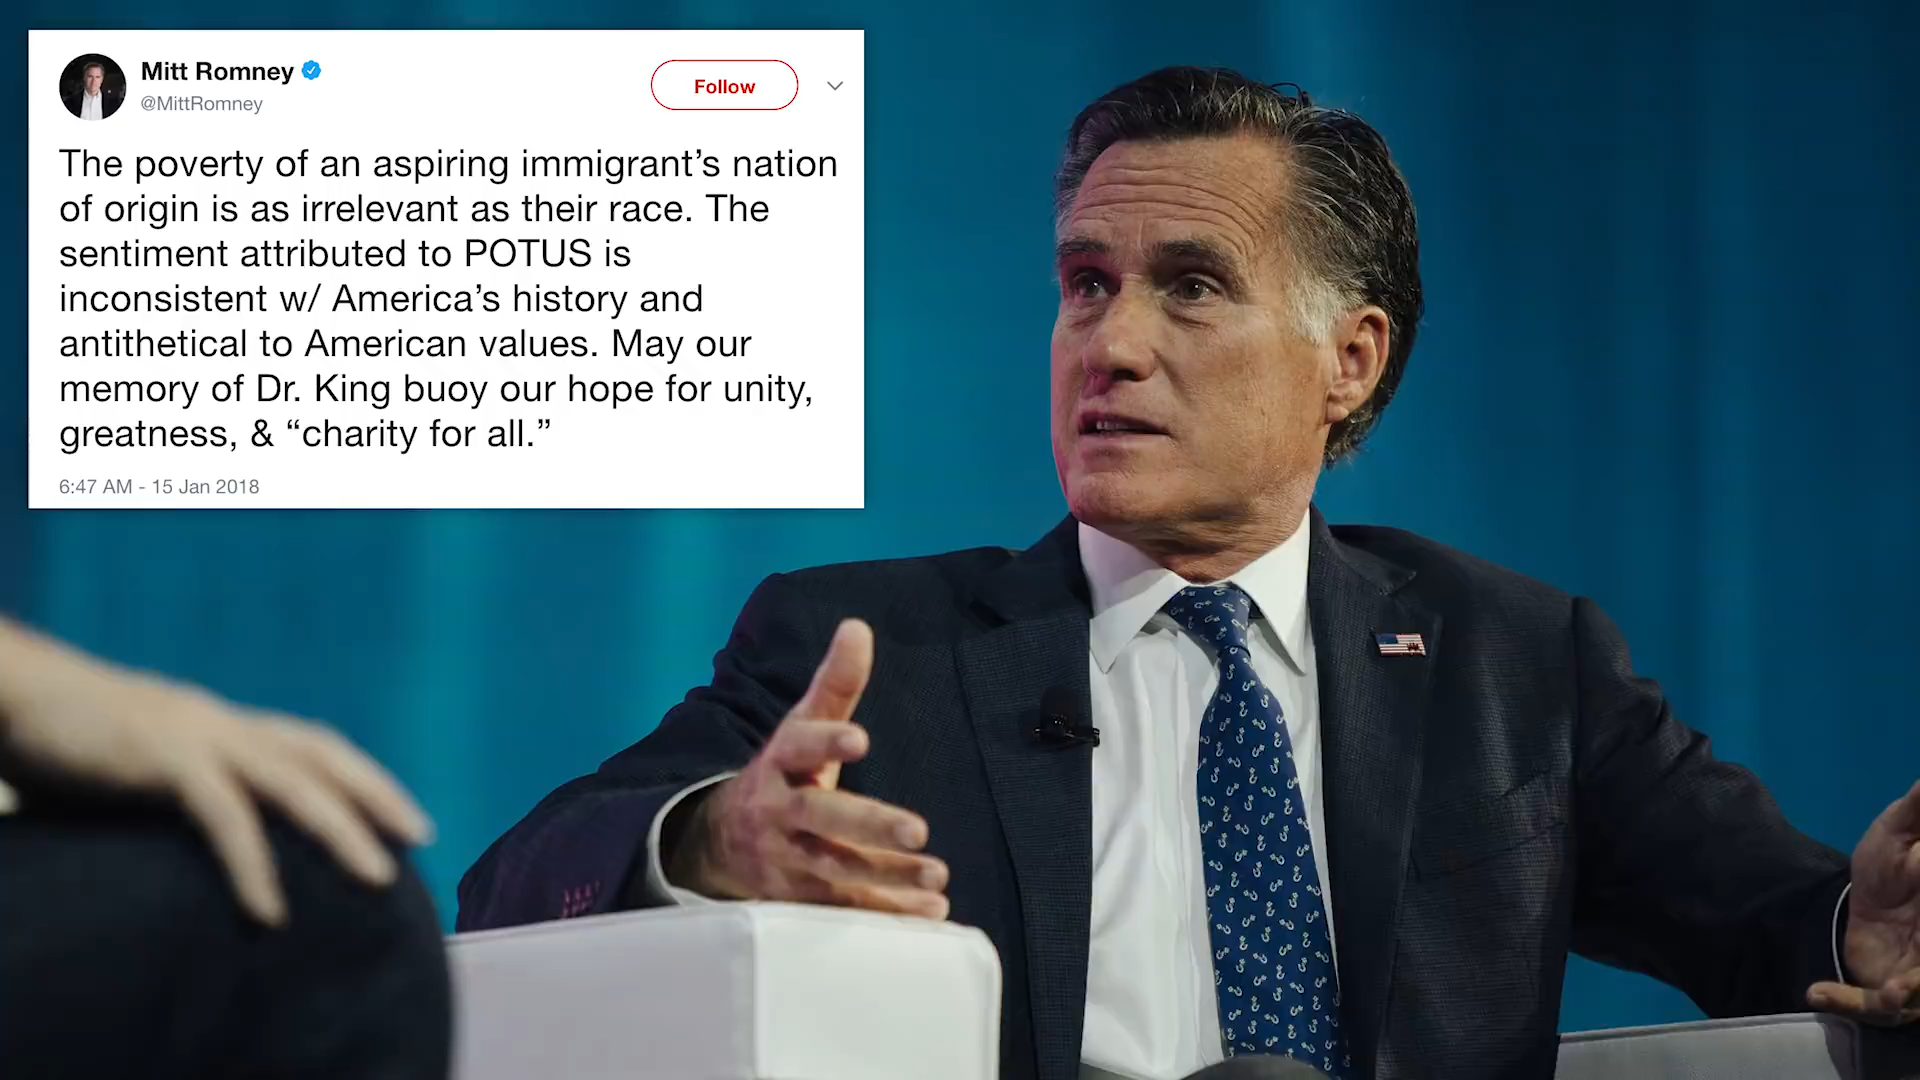 Mitt Romney
@MittRomney
Follow
The poverty of an aspiring immigrant’s nation
of origin is as irrelevant as their race. The
sentiment attributed to POTUS is
inconsistent w/ America’s history and
antithetical to American values. May our
memory of Dr. King buoy our hope for unity,
greatness, & “charity for all.”
6:47 AM - 15 Jan 2018